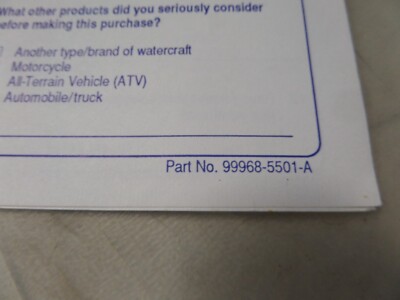 What other products did you seriously consider
before making this purchase?
Another type/brand of watercraft
Motorcycle
All-Terrain Vehicle (ATV)
Automobile/truck
Part No. 99968-5501-A